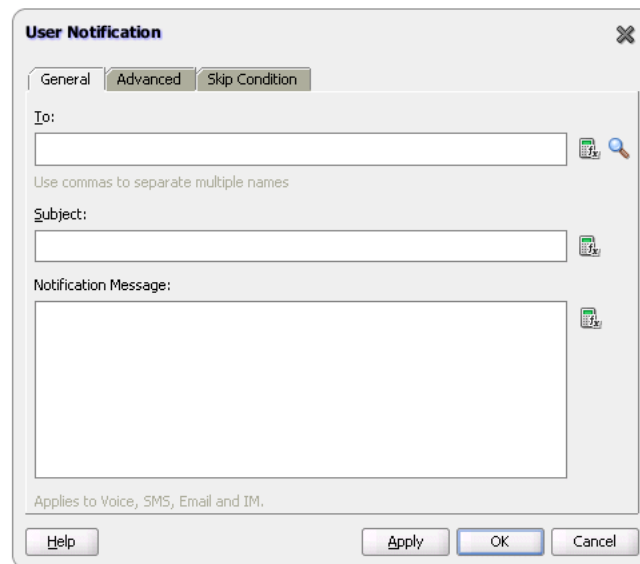 User Notification
General Advanced Skip Condition
To:
Use commas to separate multiple names
Subject:
Notification Message:
Applies to Voice, SMS, Email and IM.
Help Apply OK Cancel